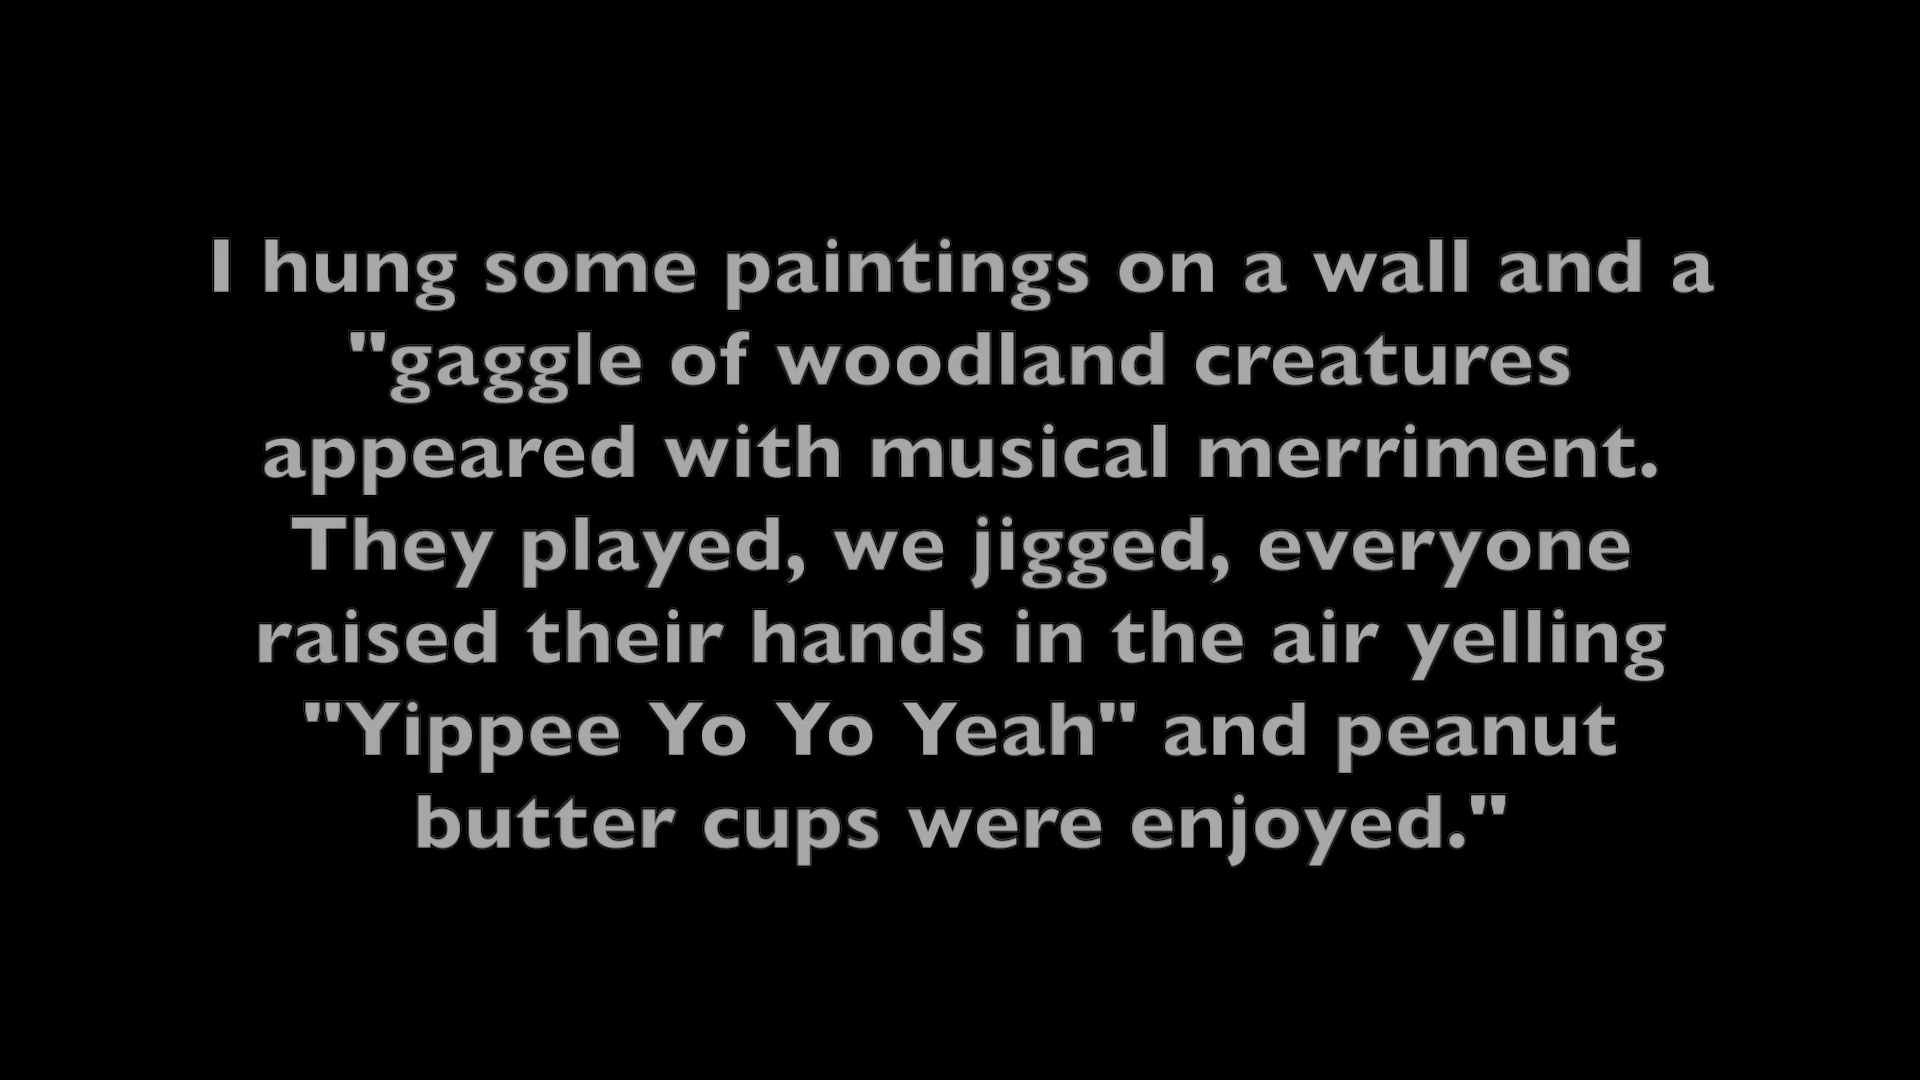 I hung some paintings on a wall and a
"gaggle of woodland creatures
appeared with musical merriment.
They played, we jigged, everyone
raised their hands in the air yelling
"Yippee Yo Yo Yeah" and peanut
butter cups were enjoyed."